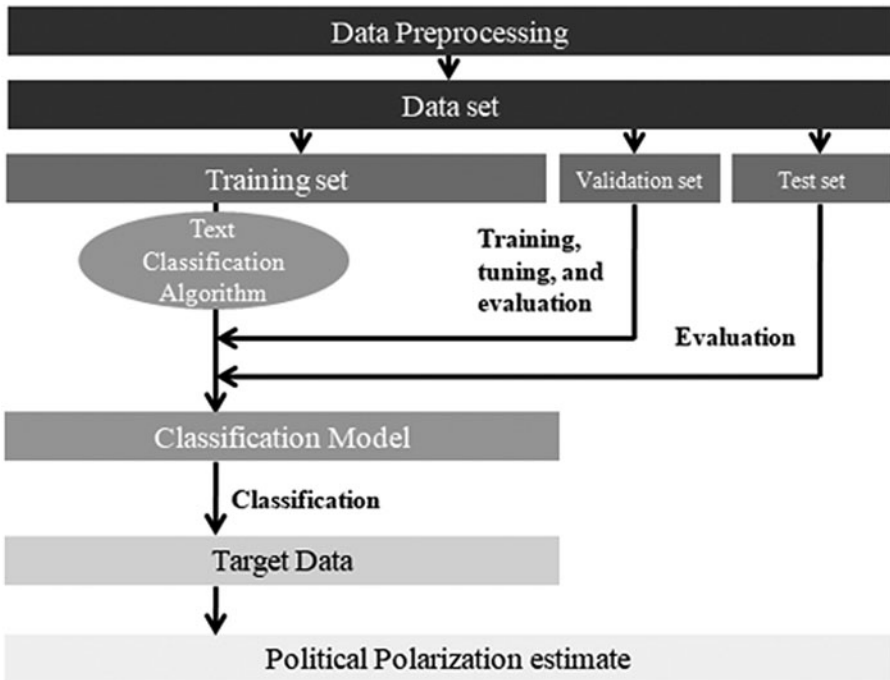 Data Preprocessing
Data set
Training set
Validation set
Test set
Text
Classification
Algorithm
Training,
tuning, and
evaluation
Evaluation
Classification Model
Classification
Target Data
Political Polarization estimate